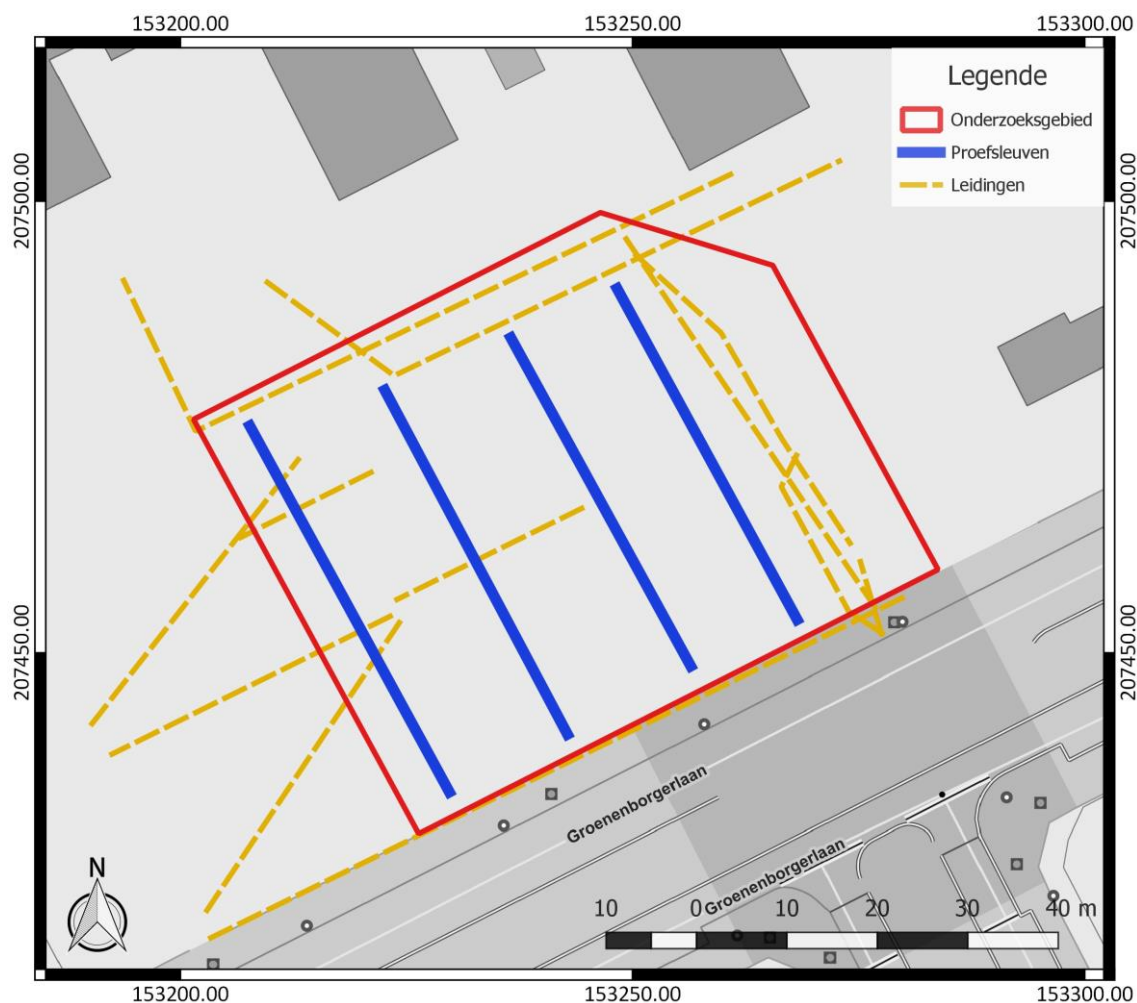 153200.00 153250.00 153300.00
Legende
Onderzoeksgebied
Proefsleuven
Leidingen
207500.00 207500.00
207450.00 207450.00
Groenenborgerlaan
Groenenborgerlaan
N
10 0 10 20 30 40 m
153200.00 153250.00 153300.00